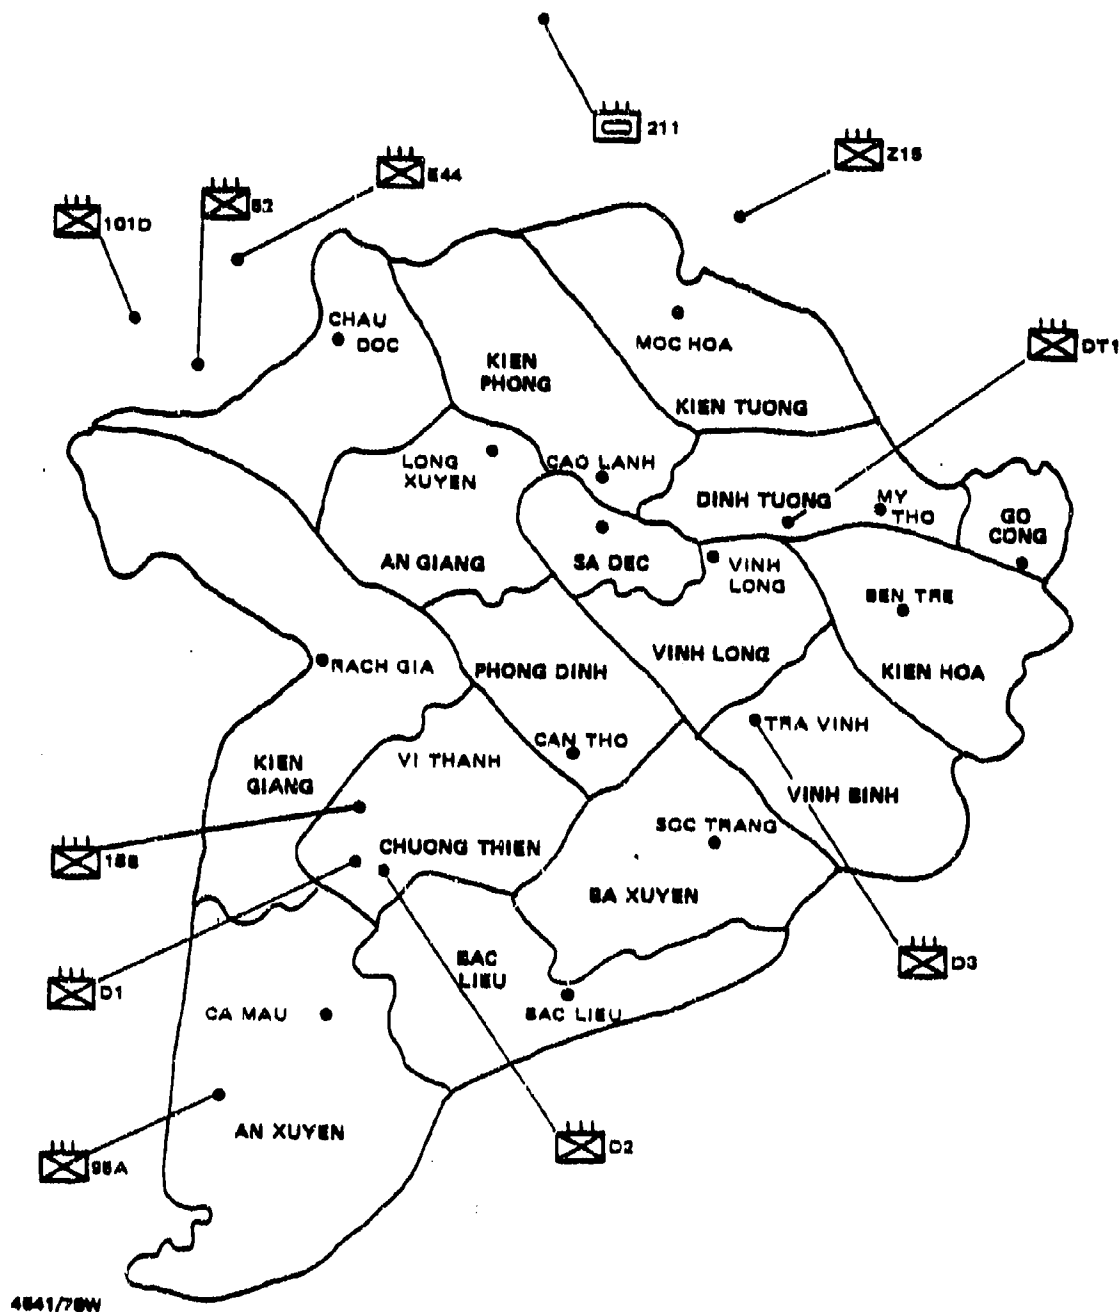 211
Z15
E44
52
101D
CHAU
DOC
MOC HOA
DT1
KIEN
PHONG
KIEN TUONG
LONG
XUYEN
CAO LANH
DINH TUONG
MY
THO
GO
CONG
AN GIANG
SA DEC
VINH
LONG
BEN TRE
RACH GIA
PHONG DINH
VINH LONG
KIEN HOA
TRA VINH
CAN THO
VI THANH
KIEN
GIANG
VINH BINH
SOC TRANG
CHUONG THIEN
18B
BA XUYEN
D3
BAC
LIEU
D1
CA MAU
BAC LIEU
AN XUYEN
D2
95A